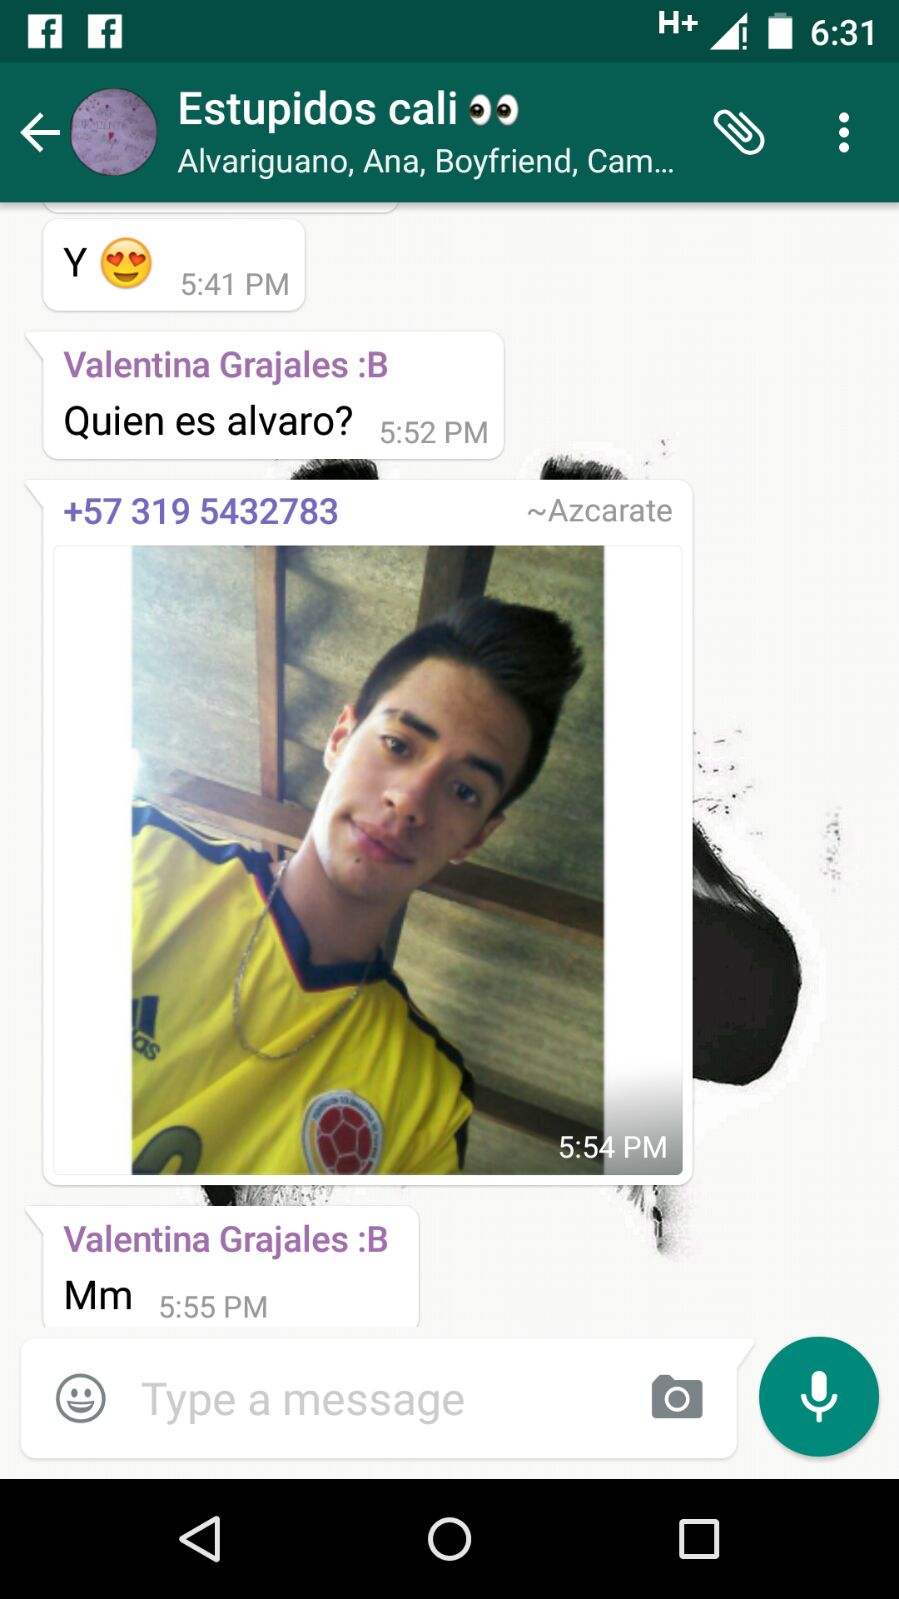 H+ 6:31
Estupidos cali 👀
Alvariguano, Ana, Boyfriend, Cam...
Y 😍 5:41 PM
Valentina Grajales :B
Quien es alvaro? 5:52 PM
+57 319 5432783 ~Azcarate
das
5:54 PM
Valentina Grajales :B
Mm 5:55 PM
Type a message